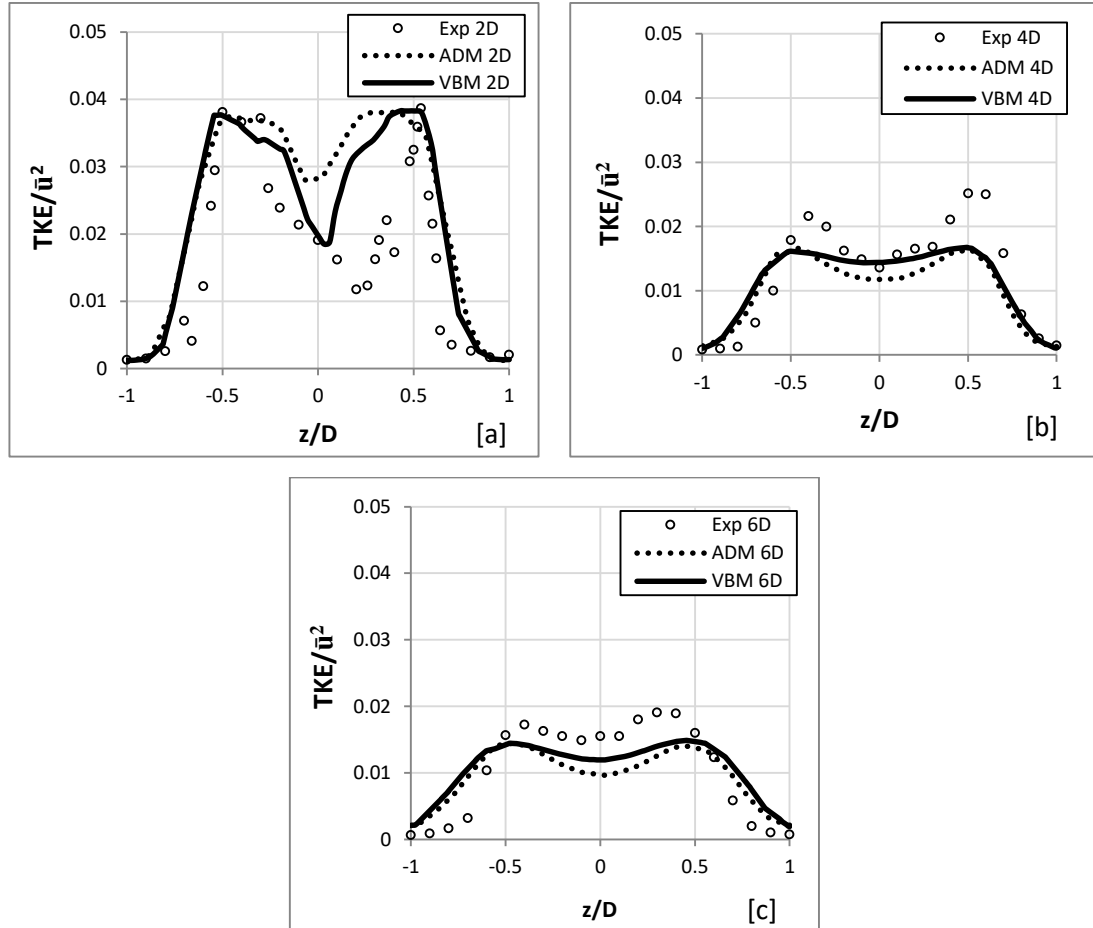 Exp 2D
ADM 2D
VBM 2D
0.05
0.04
0.03
0.02
0.01
0
TKE/ū²
-1
-0.5
0
0.5
1
z/D
[a]
Exp 4D
ADM 4D
VBM 4D
0.05
0.04
0.03
0.02
0.01
0
TKE/ū²
-1
-0.5
0
0.5
1
z/D
[b]
Exp 6D
ADM 6D
VBM 6D
0.05
0.04
0.03
0.02
0.01
0
TKE/ū²
-1
-0.5
0
0.5
1
z/D
[c]